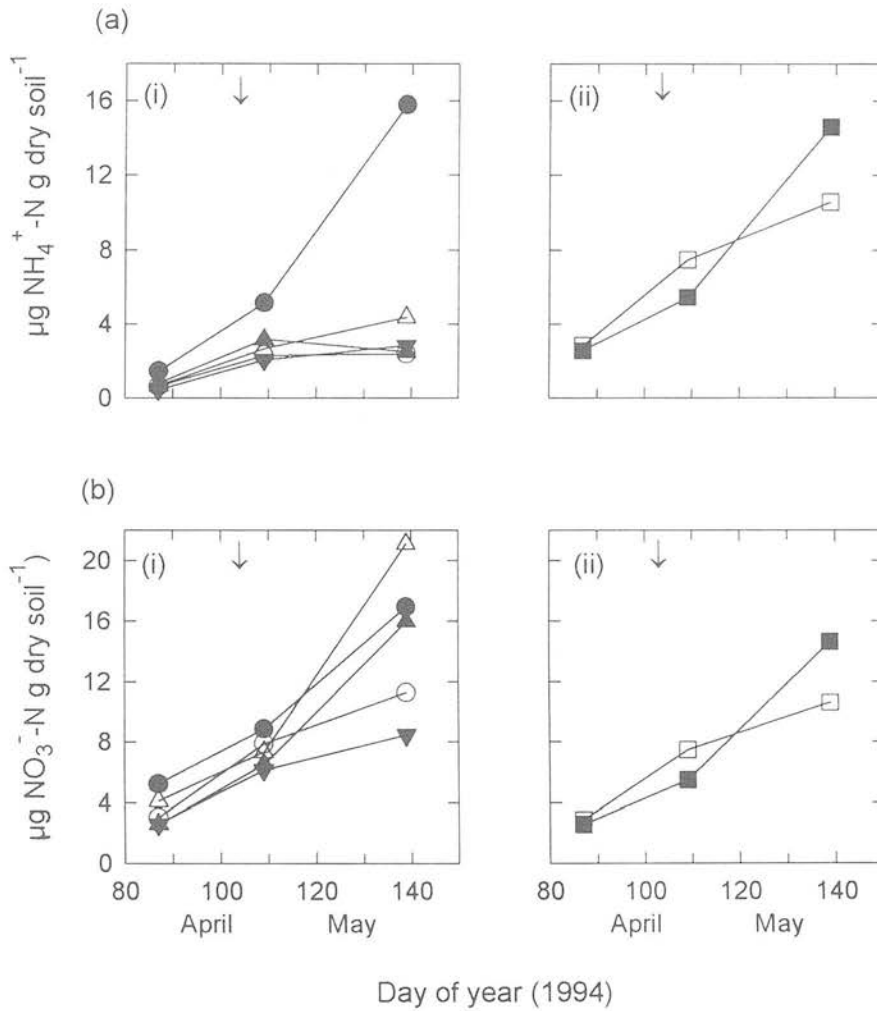 (a)
(i)
(ii)
16
12
8
4
0
µg NH₄⁺-N g dry soil⁻¹
(b)
(i)
(ii)
20
16
12
8
4
0
µg NO₃⁻-N g dry soil⁻¹)
80 100 120 140
80 100 120 140
April May
April May
Day of year (1994)